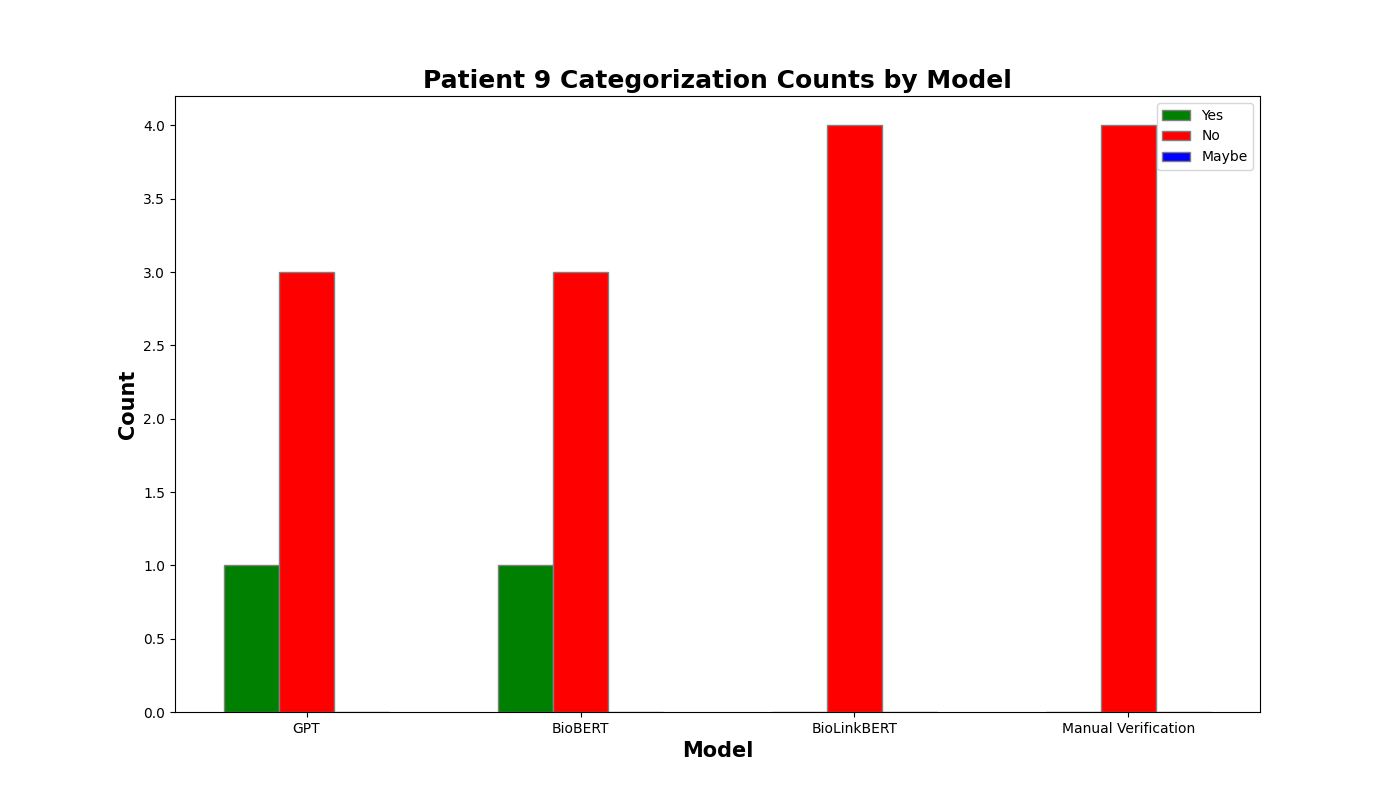 Patient 9 Categorization Counts by Model
Yes
No
Maybe
4.0
3.5
3.0
2.5
2.0
1.5
1.0
0.5
0.0
Count
GPT
BioBERT
BioLinkBERT
Manual Verification
Model